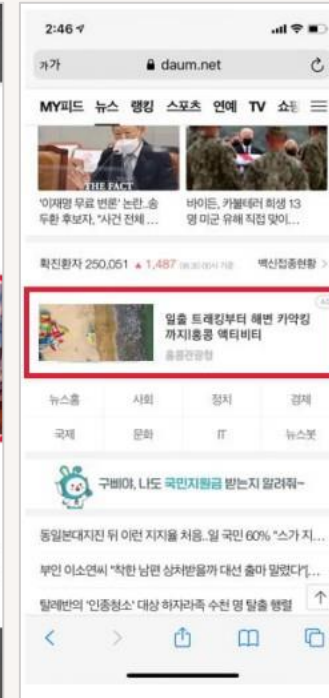 2:46
가가 daum.net
MY피드 뉴스 랭킹 스포츠 연예 TV 쇼핑
THE FACT
'이재명 무료 변론' 논란..송
두환 후보자, "사건 전체 ...
바이든, 카불테러 희생 13
명 미군 유해 직접 맞이...
확진환자 250,051 ▲ 1,487 백신접종현황 >
일출 트래킹부터 해변 카약킹
까지!홍콩 액티비티
홍콩관광청
뉴스홈 사회 정치 경제
국제 문화 IT 뉴스봇
구삐야, 나도 국민지원금 받는지 알려줘~
동일본대지진 뒤 이런 지지율 처음..일 국민 60% "스가 지...
부인 이소연씨 "착한 남편 상처받을까 대선 출마 말렸다"[...
탈레반의 '인종청소' 대상 하자라족 수천 명 탈출 행렬